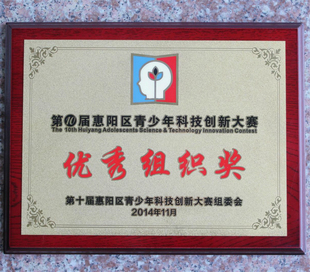 第⑩届惠阳区青少年科技创新大赛
The 10th Huiyang Adolescents Science & Technology Innovation Contest
优秀组织奖
第十届惠阳区青少年科技创新大赛组委会
2014年11月